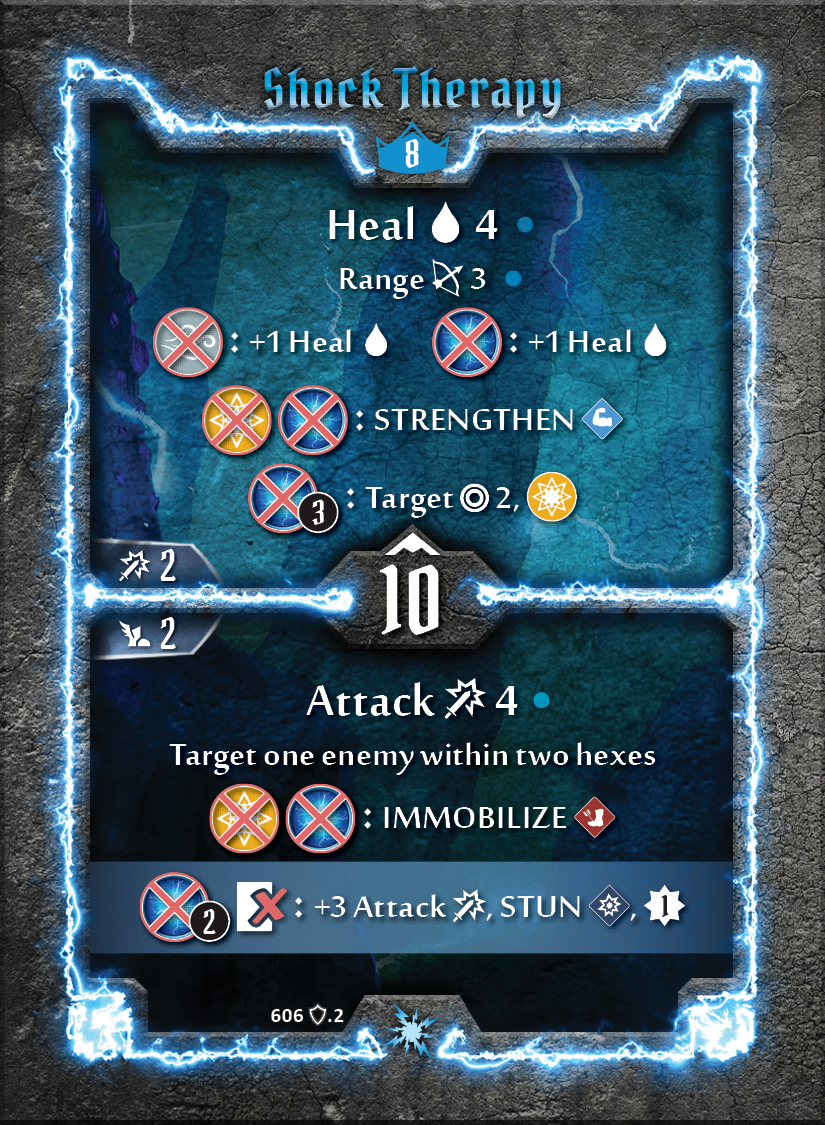 Shock Therapy
8
Heal 4
Range 3
: +1 Heal : +1 Heal
: STRENGTHEN
3 : Target 2,
2
10
2
Attack 4
Target one enemy within two hexes
: IMMOBILIZE
2 : +3 Attack , STUN , 1
606 .2